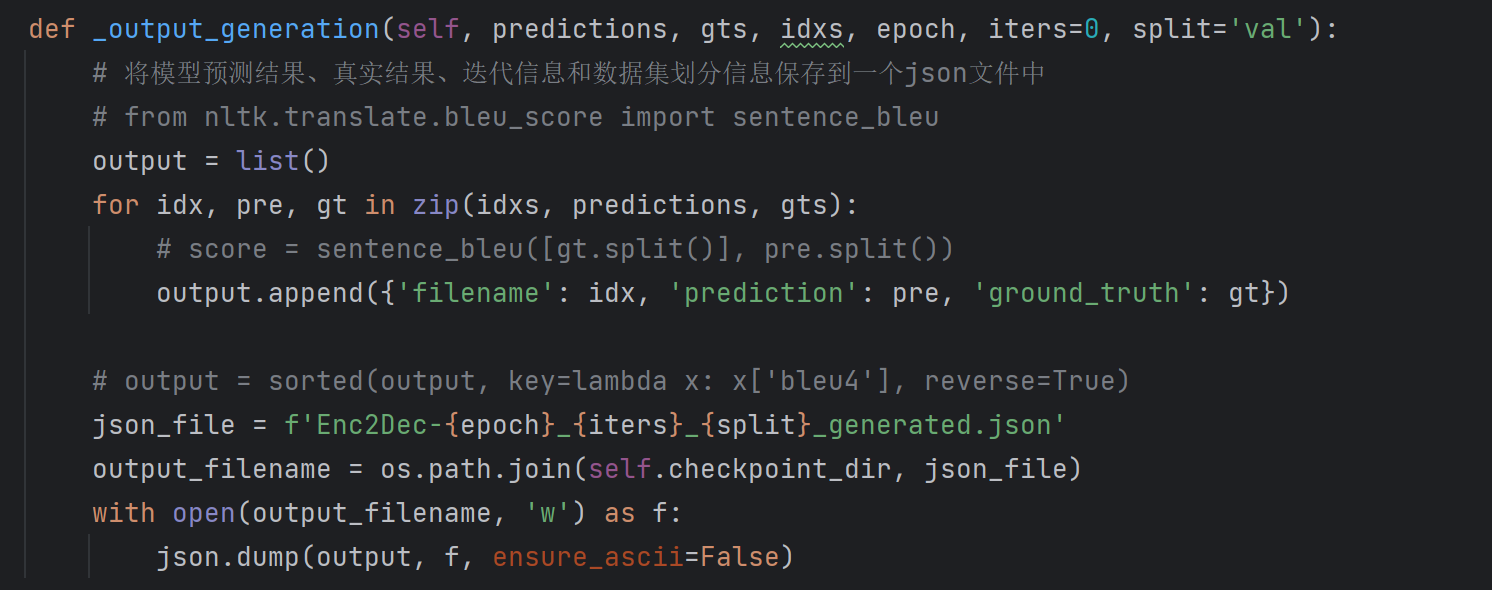 def _output_generation(self, predictions, gts, idxs, epoch, iters=0, split='val'):
    # 将模型预测结果、真实结果、迭代信息和数据集划分信息保存到一个json文件中
    # from nltk.translate.bleu_score import sentence_bleu
    output = list()
    for idx, pre, gt in zip(idxs, predictions, gts):
        # score = sentence_bleu([gt.split()], pre.split())
        output.append({'filename': idx, 'prediction': pre, 'ground_truth': gt})

    # output = sorted(output, key=lambda x: x['bleu4'], reverse=True)
    json_file = f'Enc2Dec-{epoch}_{iters}_{split}_generated.json'
    output_filename = os.path.join(self.checkpoint_dir, json_file)
    with open(output_filename, 'w') as f:
        json.dump(output, f, ensure_ascii=False)